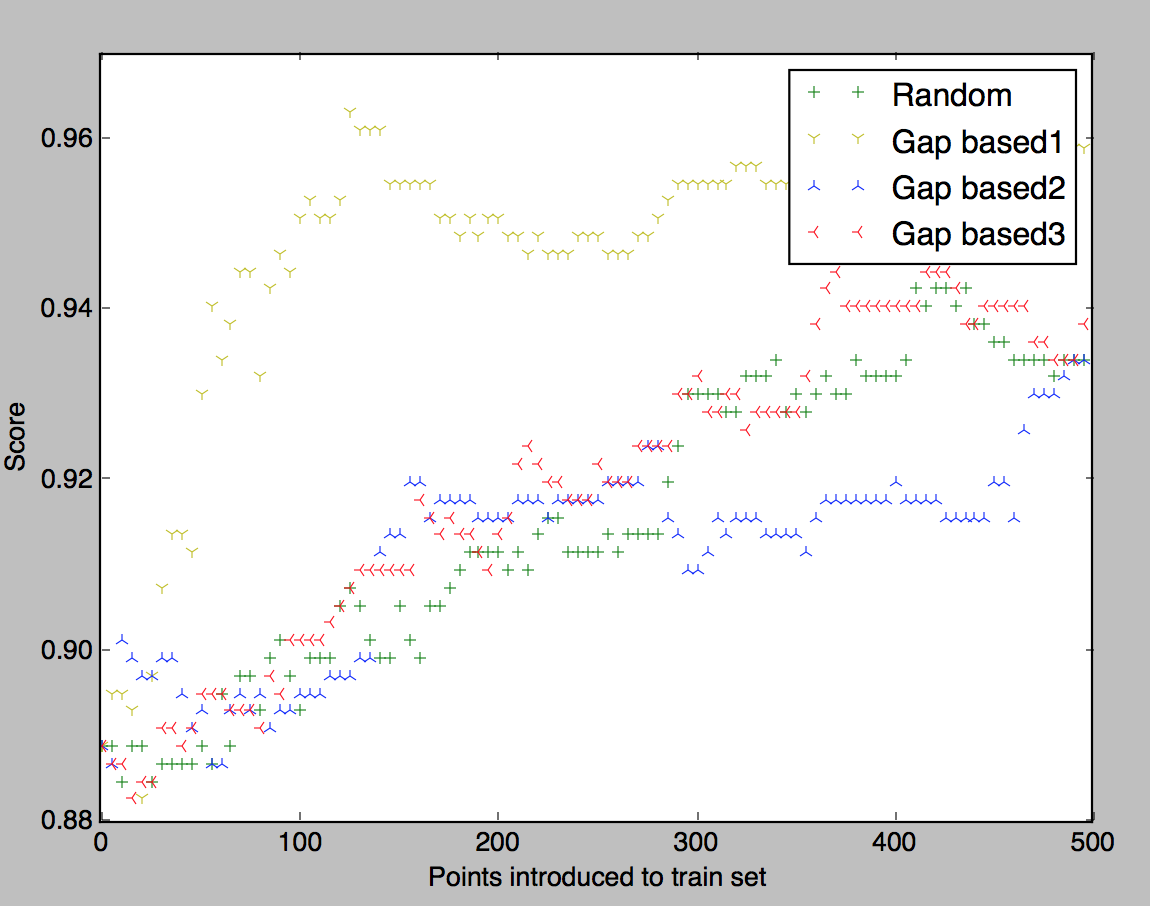 0.96
0.94
0.92
0.90
0.88
Score
0
100
200
300
400
500
Points introduced to train set
Random
Gap based1
Gap based2
Gap based3